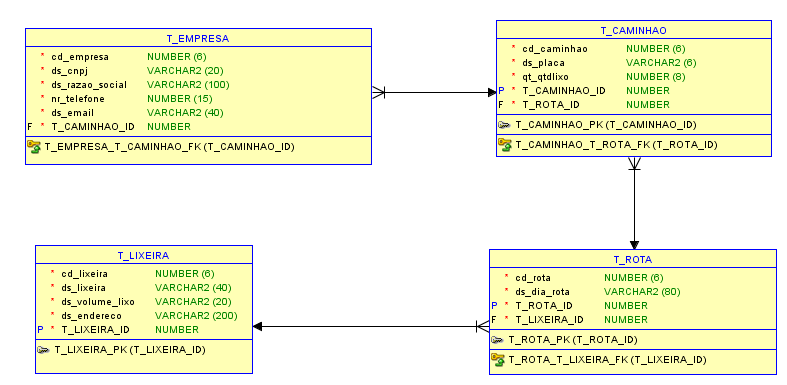 T_EMPRESA
* cd_empresa NUMBER (6)
* ds_cnpj VARCHAR2 (20)
* ds_razao_social VARCHAR2 (100)
* nr_telefone NUMBER (15)
* ds_email VARCHAR2 (40)
F * T_CAMINHAO_ID NUMBER
T_EMPRESA_T_CAMINHAO_FK (T_CAMINHAO_ID)
T_CAMINHAO
* cd_caminhao NUMBER (6)
* ds_placa VARCHAR2 (6)
* qt_qtdlixo NUMBER (8)
P * T_CAMINHAO_ID NUMBER
F * T_ROTA_ID NUMBER
T_CAMINHAO_PK (T_CAMINHAO_ID)
T_CAMINHAO_T_ROTA_FK (T_ROTA_ID)
T_LIXEIRA
* cd_lixeira NUMBER (6)
* ds_lixeira VARCHAR2 (40)
* ds_volume_lixo VARCHAR2 (20)
* ds_endereco VARCHAR2 (200)
P * T_LIXEIRA_ID NUMBER
T_LIXEIRA_PK (T_LIXEIRA_ID)
T_ROTA
* cd_rota NUMBER (6)
* ds_dia_rota VARCHAR2 (80)
P * T_ROTA_ID NUMBER
F * T_LIXEIRA_ID NUMBER
T_ROTA_PK (T_ROTA_ID)
T_ROTA_T_LIXEIRA_FK (T_LIXEIRA_ID)